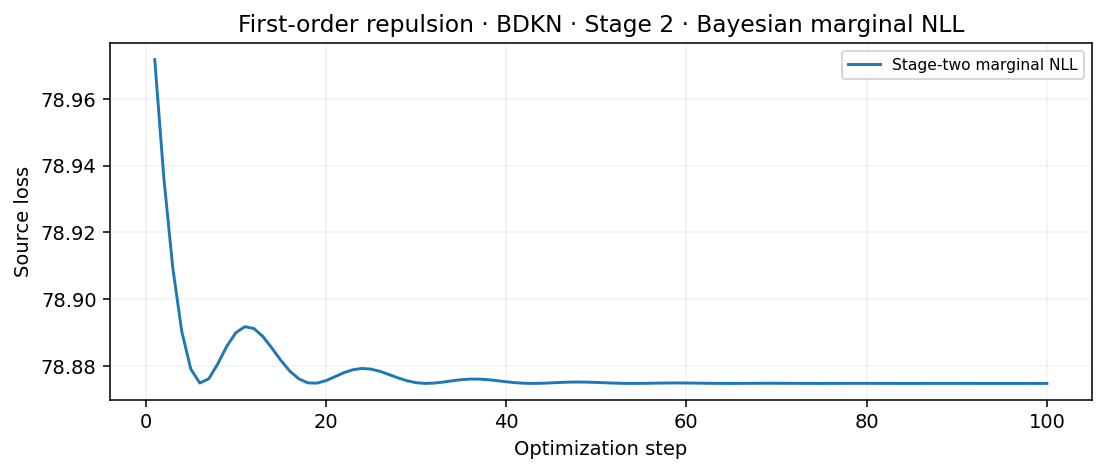 First-order repulsion · BDKN · Stage 2 · Bayesian marginal NLL
Stage-two marginal NLL
Source loss
78.96
78.94
78.92
78.90
78.88
0 20 40 60 80 100
Optimization step